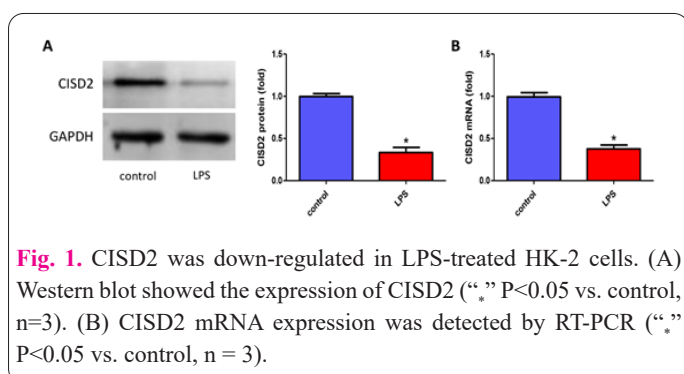 A
CISD2
GAPDH
control LPS
CISD2 protein (fold)
1.5
1.0
0.5
0.0
*
control
LPS
B
CISD2 mRNA (fold)
1.5
1.0
0.5
0.0
*
control
LPS
Fig. 1. CISD2 was down-regulated in LPS-treated HK-2 cells. (A)
Western blot showed the expression of CISD2 (“*” P<0.05 vs. control,
n=3). (B) CISD2 mRNA expression was detected by RT-PCR (“*”
P<0.05 vs. control, n = 3).